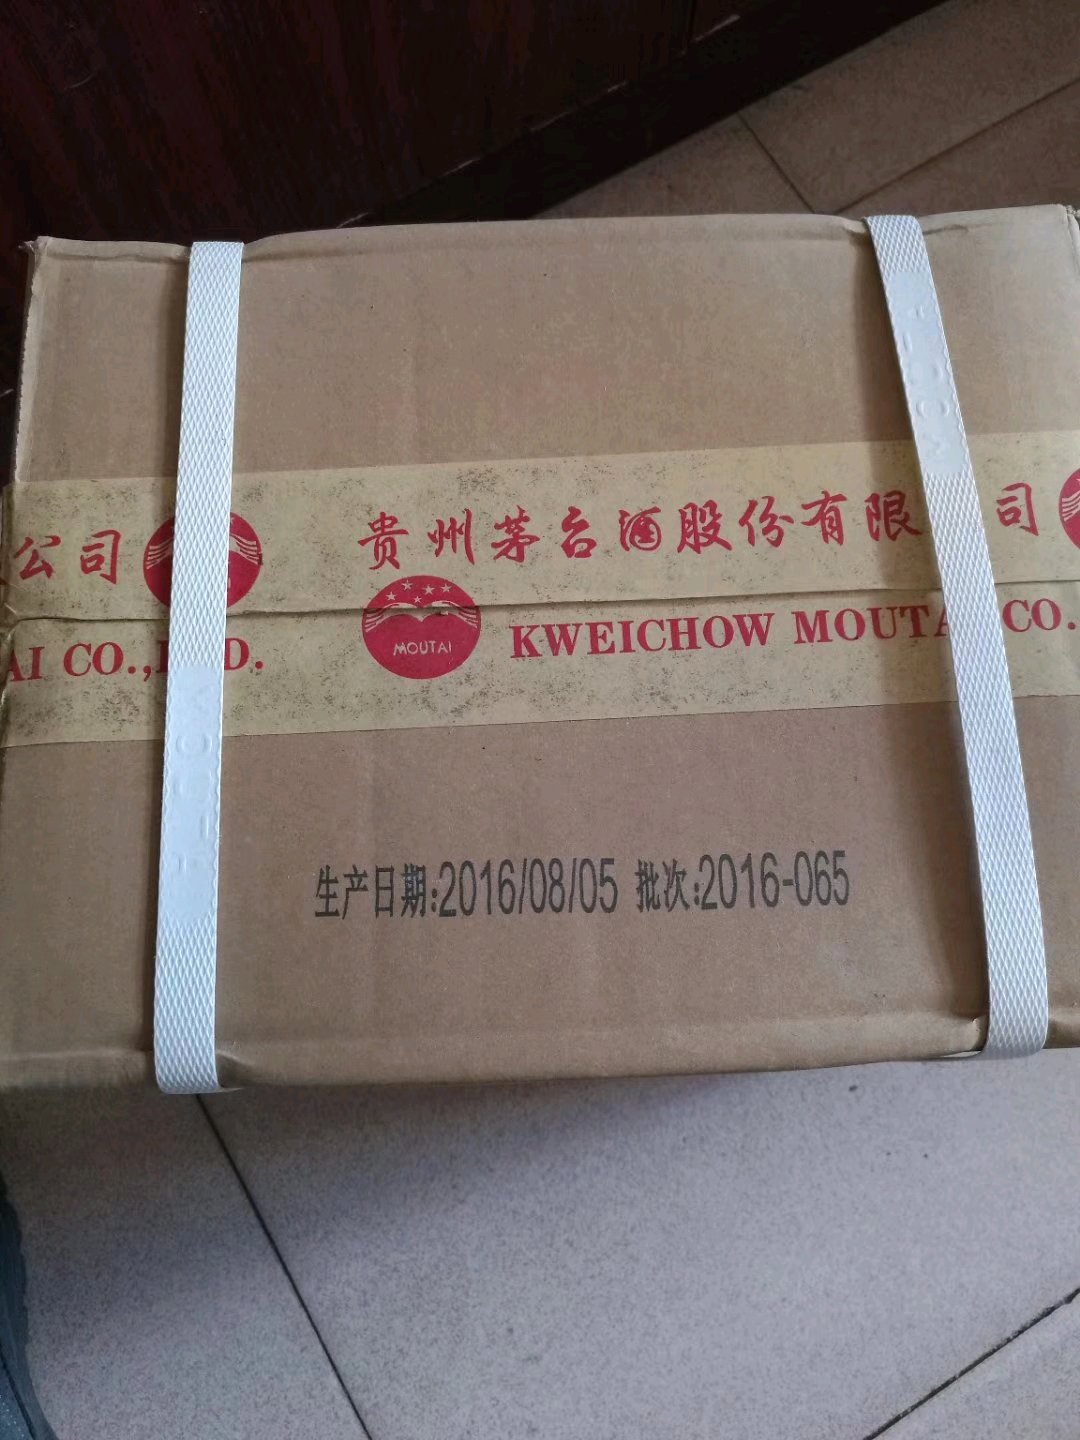 公司
贵州茅台酒股份有限 司
MOUTAI
KWEICHOW MOUTA CO.
AI CO.,L D.
生产日期:2016/08/05 批次:2016-065